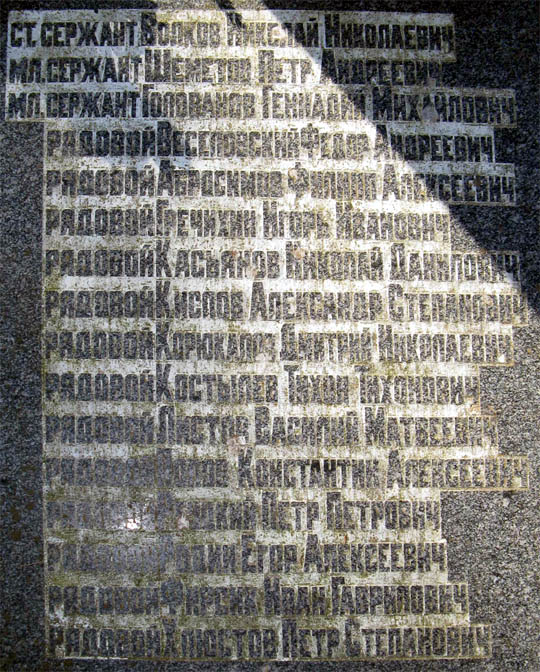 СТ. СЕРЖАНТ ВОЛКОВ НИКОЛАЙ НИКОЛАЕВИЧ
МЛ. СЕРЖАНТ ШЕМЕТОВ ПЕТР АНДРЕЕВИЧ
МЛ. СЕРЖАНТ ГОЛОВАНОВ ГЕННАДИЙ МИХАЙЛОВИЧ
РЯДОВОЙ ВЕСЕЛОВСКИЙ ФЕДОР АНДРЕЕВИЧ
РЯДОВОЙ АЛЕКСЕЕВИЧ
РЯДОВОЙ ГРЕЧИХИН ИГОРЬ ИВАНОВИЧ
РЯДОВОЙ КАСЬЯНОВ НИКОЛАЙ ДАНИЛОВИЧ
РЯДОВОЙ АЛЕКСАНДР СТЕПАНОВИЧ
РЯДОВОЙ ДМИТРИЙ НИКОЛАЕВИЧ
РЯДОВОЙ КОСТЫЛЕВ ТИХОН ТИХОНОВИЧ
РЯДОВОЙ ВАСИЛИЙ МАТВЕЕВИЧ
РЯДОВОЙ КОНСТАНТИН АЛЕКСЕЕВИЧ
РЯДОВОЙ ПЕТР ПЕТРОВИЧ
РЯДОВОЙ ЕГОР АЛЕКСЕЕВИЧ
РЯДОВОЙ ИВАН ГАВРИЛОВИЧ
РЯДОВОЙ ХЛЮСТОВ ПЕТР СТЕПАНОВИЧ